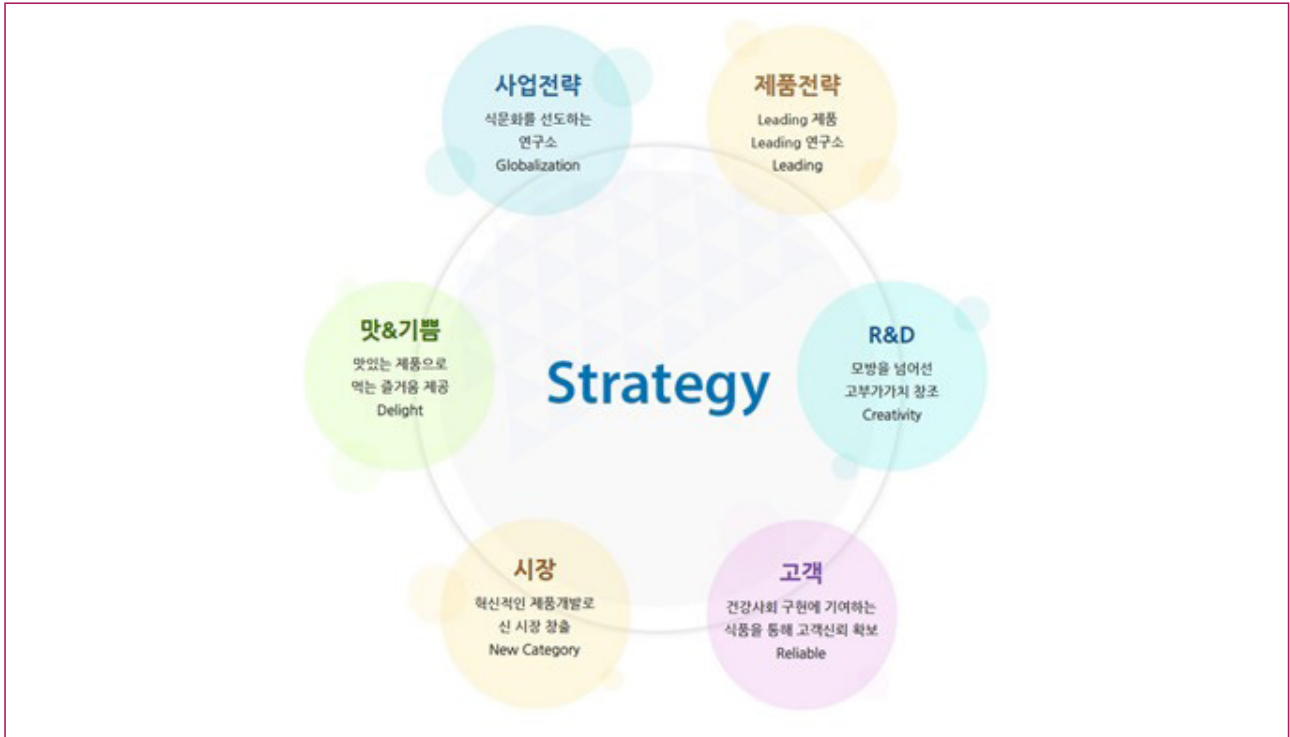 사업전략
식문화를 선도하는
연구소
Globalization
제품전략
Leading 제품
Leading 연구소
Leading
맛&기쁨
맛있는 제품으로
먹는 즐거움 제공
Delight
Strategy
R&D
모방을 넘어선
고부가가치 창조
Creativity
시장
혁신적인 제품개발로
신 시장 창출
New Category
고객
건강사회 구현에 기여하는
식품을 통해 고객신뢰 확보
Reliable